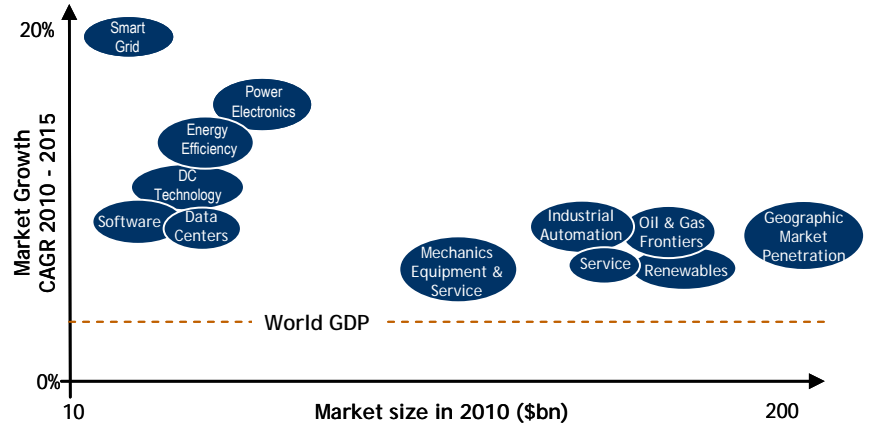 20%
Smart
Grid
Power
Electronics
Energy
Efficiency
DC
Technology
Software
Data
Centers
Mechanics
Equipment &
Service
Industrial
Automation
Oil & Gas
Frontiers
Service
Renewables
Geographic
Market
Penetration
Market Growth
CAGR 2010 - 2015
World GDP
0%
10
Market size in 2010 ($bn)
200